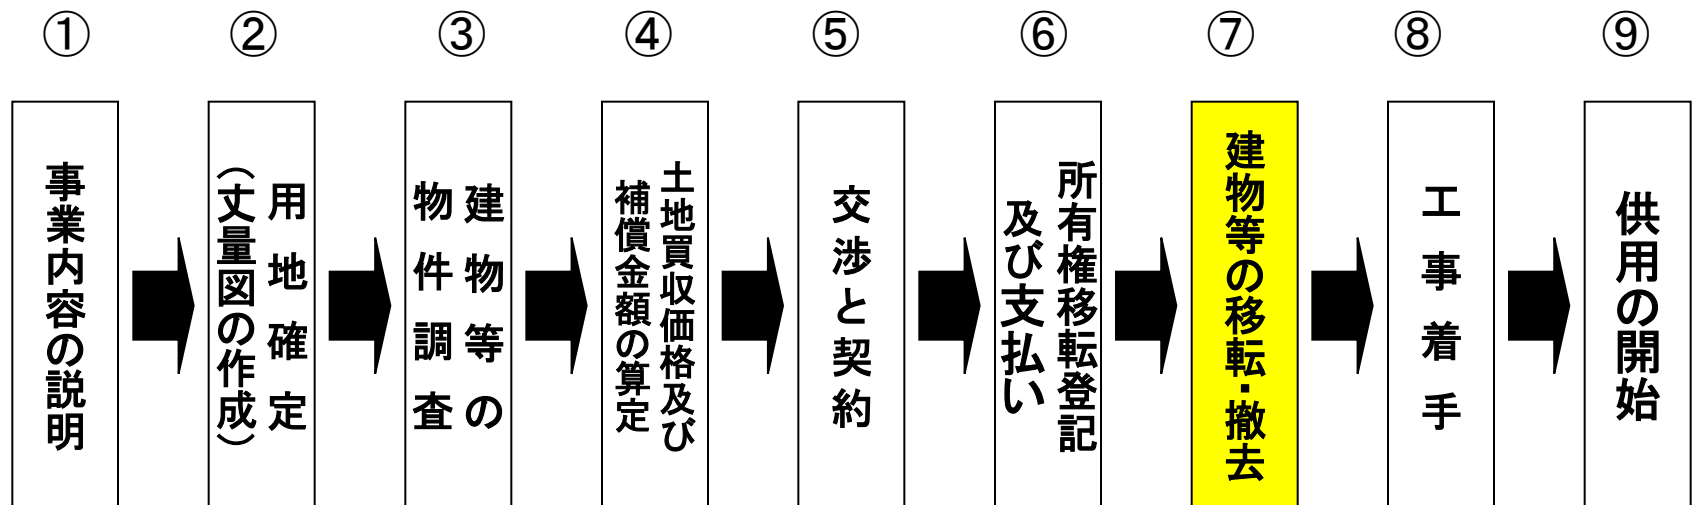 ①
②
③
④
⑤
⑥
⑦
⑧
⑨
事業内容の説明
用地確定
(丈量図の作成)
建物等の
物件調査
土地買収価格及び
補償金額の算定
交渉と契約
所有権移転登記
及び支払い
建物等の移転・撤去
工事着手
供用の開始